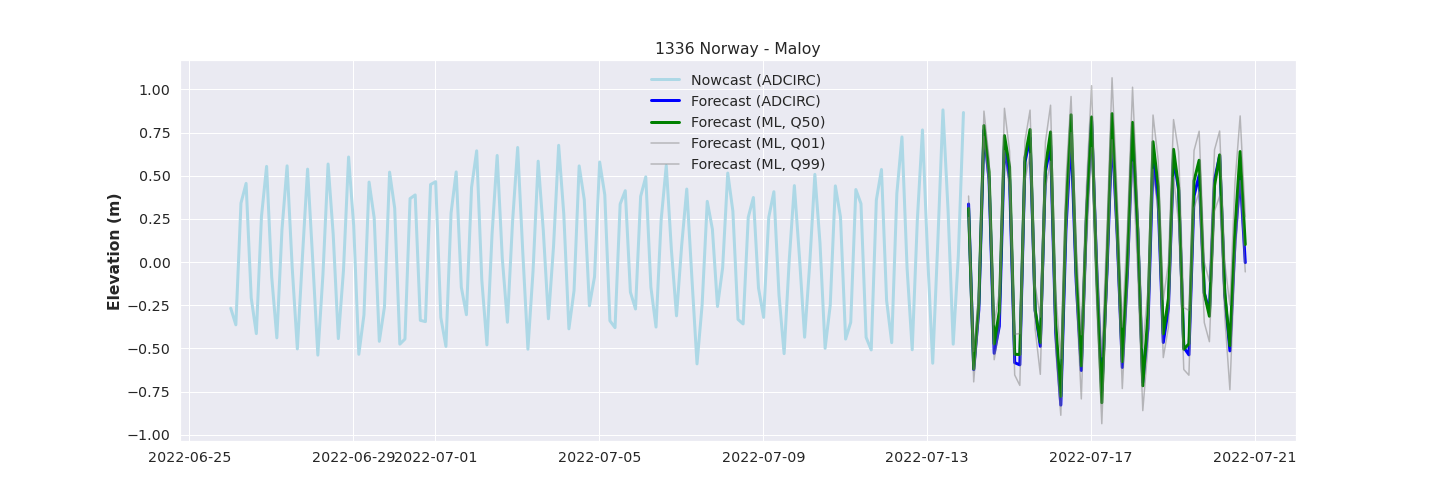 1336 Norway - Maloy
Nowcast (ADCIRC)
Forecast (ADCIRC)
Forecast (ML, Q50)
Forecast (ML, Q01)
Forecast (ML, Q99)
Elevation (m)
1.00
0.75
0.50
0.25
0.00
−0.25
−0.50
−0.75
−1.00
2022-06-25 2022-06-29 2022-07-01 2022-07-05 2022-07-09 2022-07-13 2022-07-17 2022-07-21